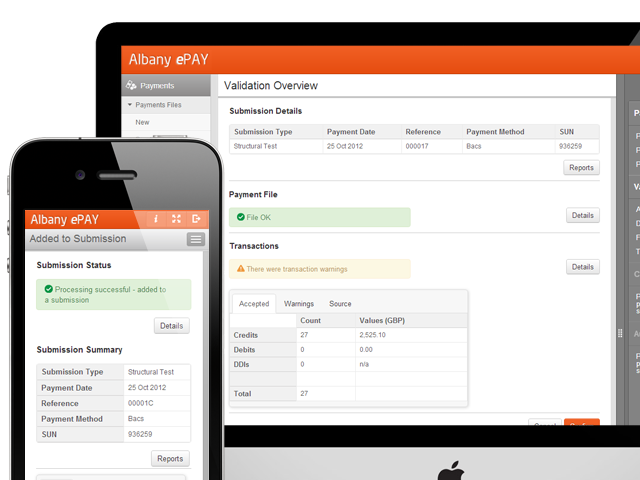 Albany ePAY
Payments
Payments Files
New
Validation Overview
Submission Details
Submission Type Payment Date Reference Payment Method SUN
Structural Test 25 Oct 2012 000017 Bacs 936259
Reports
Payment File
File OK
Details
Transactions
There were transaction warnings
Details
Accepted Warnings Source
Count Values (GBP)
Credits 27 2,525.10
Debits 0 0.00
DDIs 0 n/a
Total 27
Albany ePAY
Added to Submission
Submission Status
Processing successful - added
to a submission
Details
Submission Summary
Submission Type Structural Test
Payment Date 25 Oct 2012
Reference 00001C
Payment Method Bacs
SUN 936259
Reports